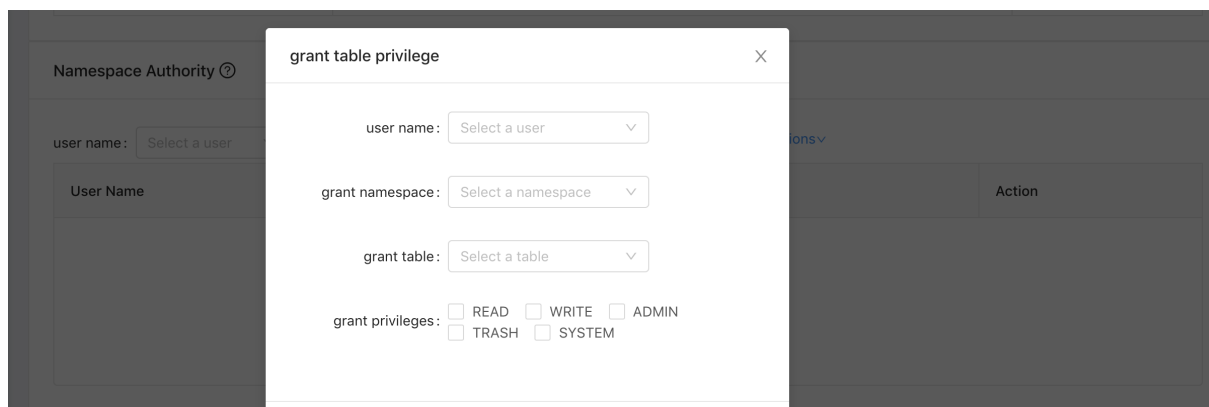 grant table privilege
Namespace Authority
user name: Select a user
user name: Select a user
ions
User Name
Action
grant namespace: Select a namespace
grant table: Select a table
grant privileges: READ WRITE ADMIN
TRASH SYSTEM